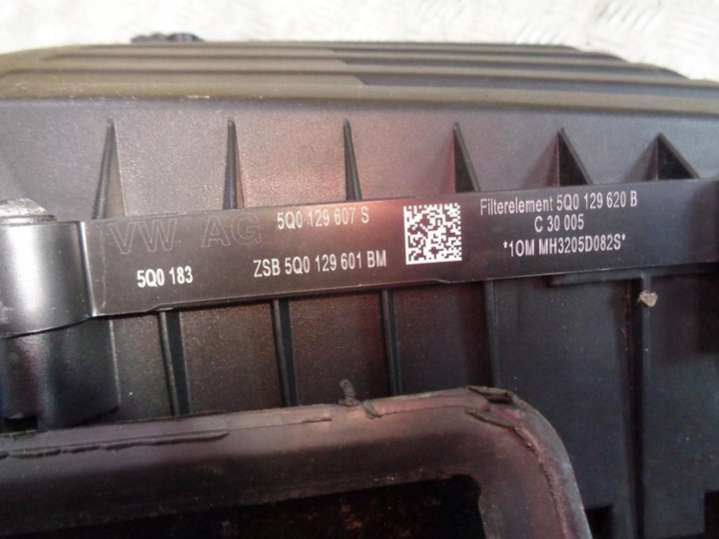 VW AG 5Q0 129 607 S
5Q0 183 ZSB 5Q0 129 601 BM
Filterelement 5Q0 129 620 B
C 30 005
*1OM MH3205D082S*